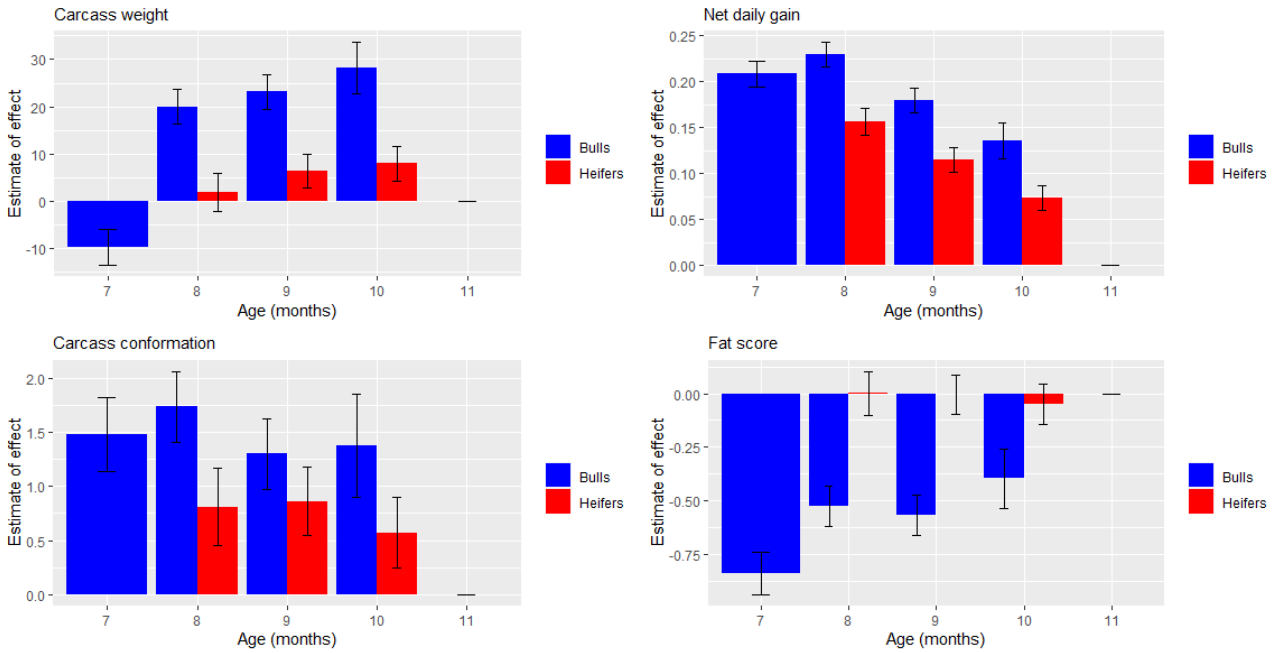 Carcass weight
Estimate of effect
30
20
10
0
-10
7 8 9 10 11
Age (months)
Bulls
Heifers
Net daily gain
Estimate of effect
0.25
0.20
0.15
0.10
0.05
0.00
7 8 9 10 11
Age (months)
Bulls
Heifers
Carcass conformation
Estimate of effect
2.0
1.5
1.0
0.5
0.0
7 8 9 10 11
Age (months)
Bulls
Heifers
Fat score
Estimate of effect
0.00
-0.25
-0.50
-0.75
7 8 9 10 11
Age (months)
Bulls
Heifers